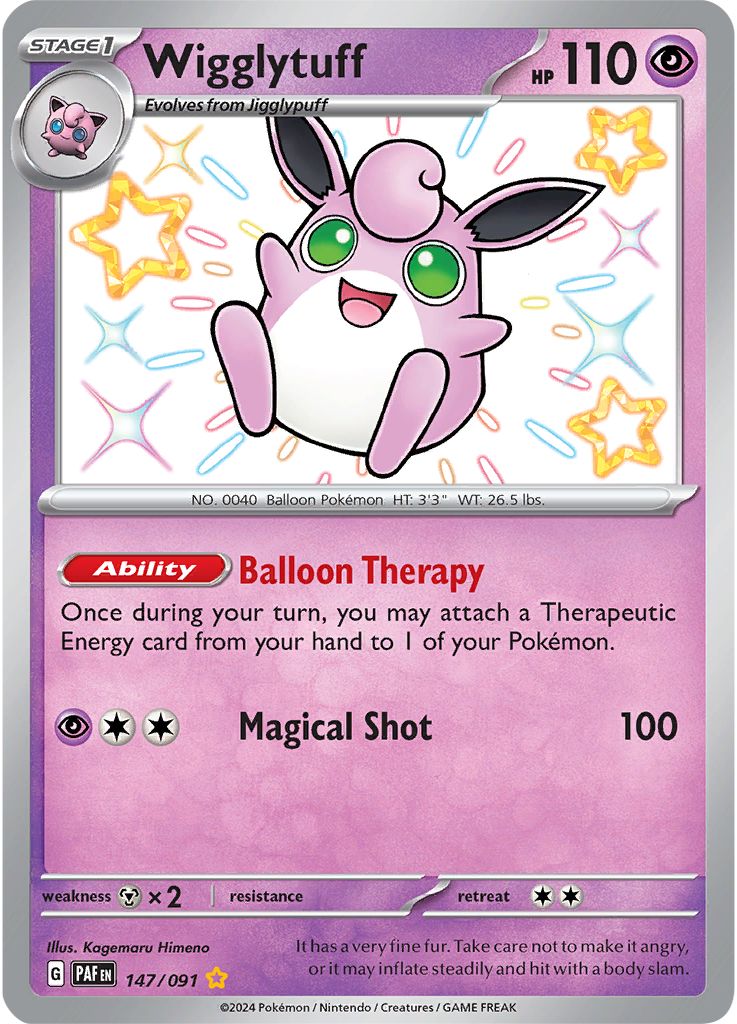 STAGE 1
Wigglytuff
HP 110
Evolves from Jigglypuff
NO. 0040 Balloon Pokémon HT: 3'3" WT: 26.5 lbs.
Ability Balloon Therapy
Once during your turn, you may attach a Therapeutic
Energy card from your hand to 1 of your Pokémon.
Magical Shot 100
weakness ×2 resistance retreat
Illus. Kagemaru Himeno
It has a very fine fur. Take care not to make it angry,
or it may inflate steadily and hit with a body slam.
G PAF EN 147/091
©2024 Pokémon / Nintendo / Creatures / GAME FREAK